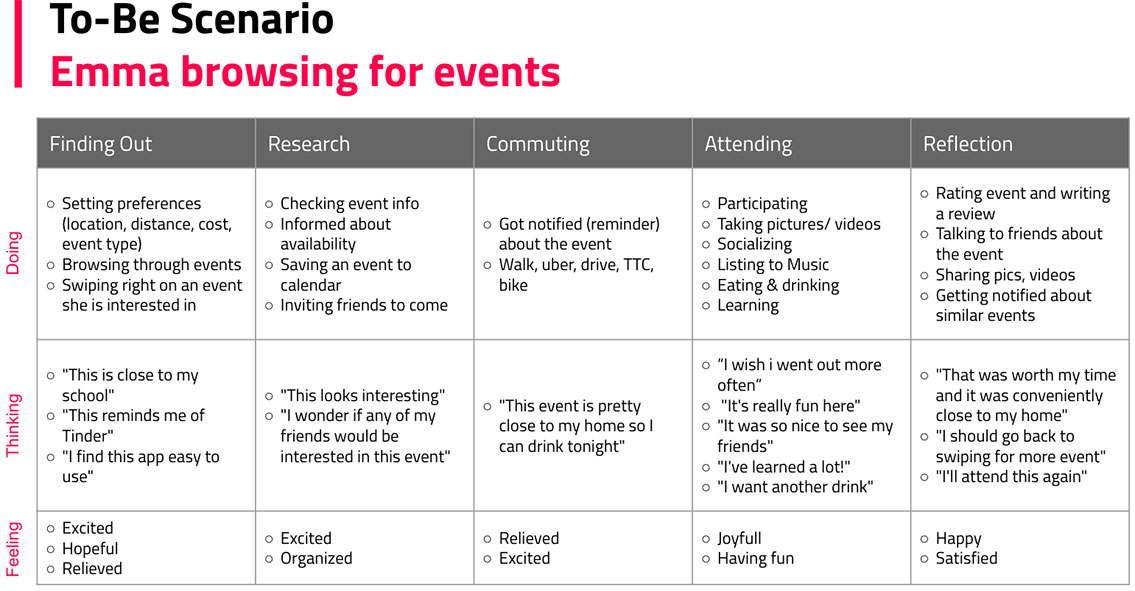 To-Be Scenario
Emma browsing for events
Finding Out
Research
Commuting
Attending
Reflection
Doing
○ Setting preferences
(location, distance, cost,
event type)
○ Browsing through events
○ Swiping right on an event
she is interested in
○ Checking event info
○ Informed about
availability
○ Saving an event to
calendar
○ Inviting friends to come
○ Got notified (reminder)
about the event
○ Walk, uber, drive, TTC,
bike
○ Participating
○ Taking pictures/ videos
○ Socializing
○ Listing to Music
○ Eating & drinking
○ Learning
○ Rating event and writing
a review
○ Talking to friends about
the event
○ Sharing pics, videos
○ Getting notified about
similar events
Thinking
○ "This is close to my
school"
○ "This reminds me of
Tinder"
○ "I find this app easy to
use"
○ "This looks interesting"
○ "I wonder if any of my
friends would be
interested in this event"
○ "This event is pretty
close to my home so I
can drink tonight"
○ “I wish i went out more
often”
○ "It's really fun here"
○ "It was so nice to see my
friends"
○ "I've learned a lot!"
○ "I want another drink"
○ "That was worth my time
and it was conveniently
close to my home"
○ "I should go back to
swiping for more event"
○ "I'll attend this again"
Feeling
○ Excited
○ Hopeful
○ Relieved
○ Excited
○ Organized
○ Relieved
○ Excited
○ Joyfull
○ Having fun
○ Happy
○ Satisfied